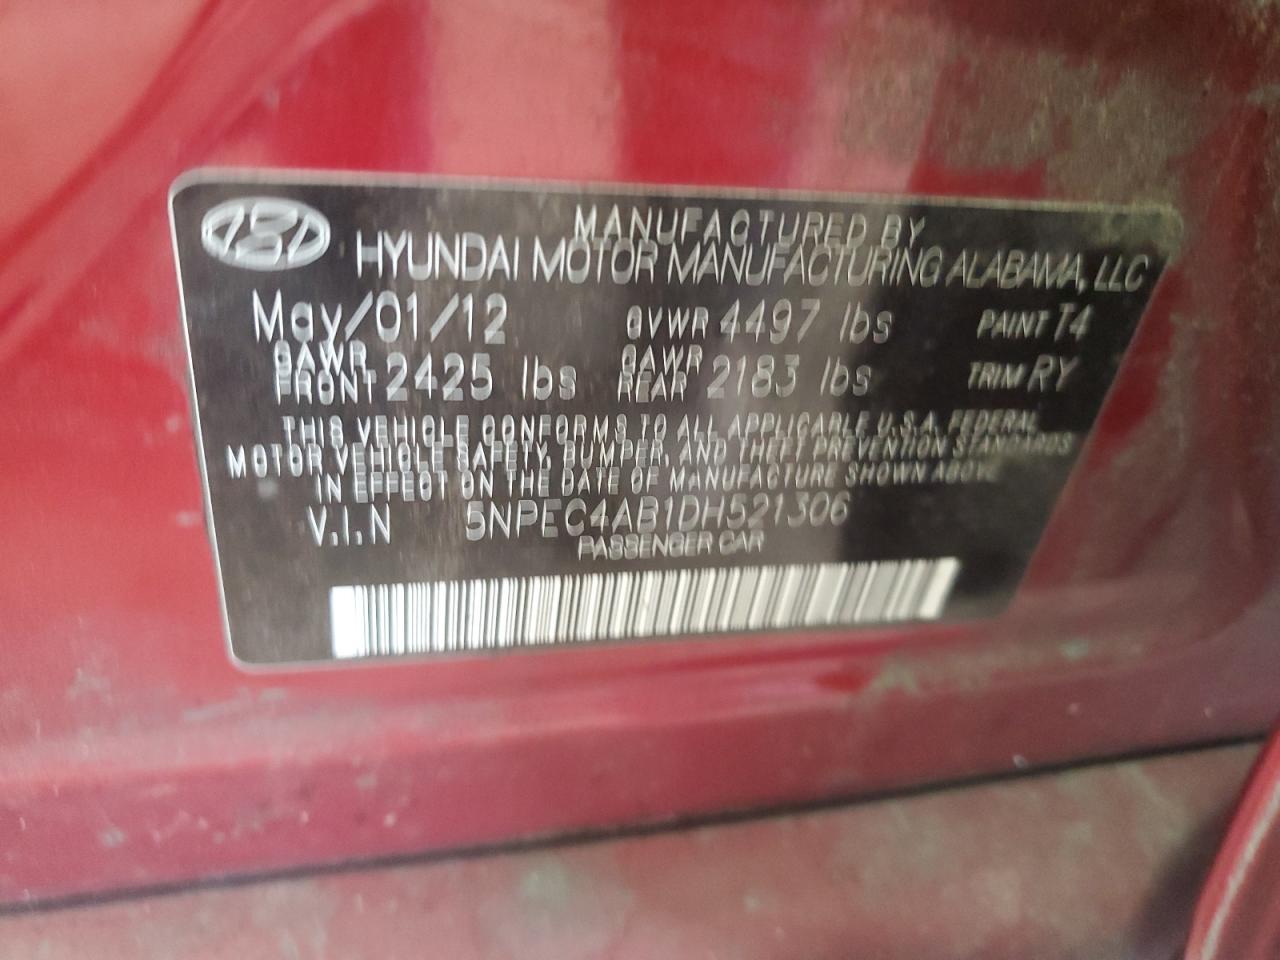 MANUFACTURED BY
HYUNDAI MOTOR MANUFACTURING ALABAMA, LLC
May/01/12 GVWR 4497 lbs PAINT T4
GAWR FRONT 2425 lbs GAWR REAR 2183 lbs TRIM RY
THIS VEHICLE CONFORMS TO ALL APPLICABLE U.S.A. FEDERAL
MOTOR VEHICLE SAFETY, BUMPER, AND THEFT PREVENTION STANDARDS
IN EFFECT ON THE DATE OF MANUFACTURE SHOWN ABOVE
V.I.N 5NPEC4AB1DH521306
PASSENGER CAR